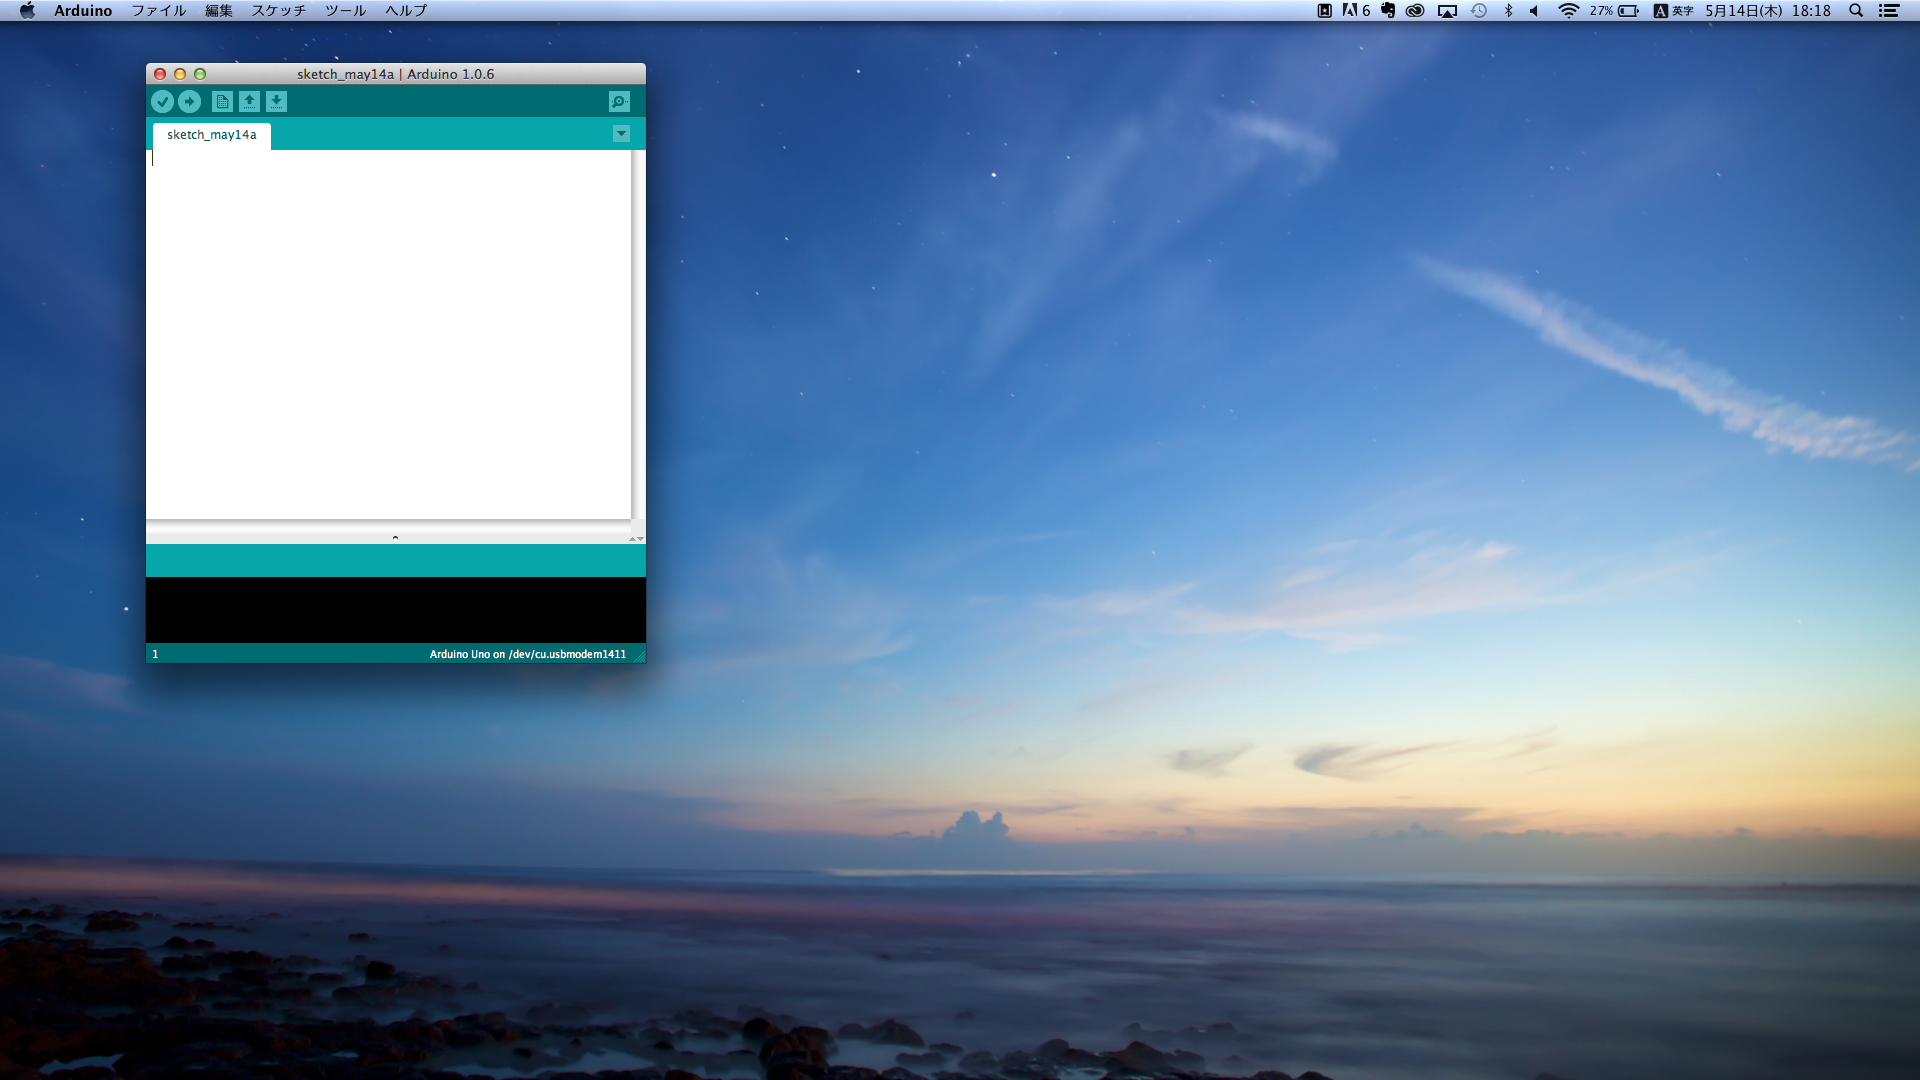 Arduino ファイル 編集 スケッチ ツール ヘルプ 6 27% A 英字 5月14日(木) 18:18
sketch_may14a | Arduino 1.0.6
sketch_may14a
1 Arduino Uno on /dev/cu.usbmodem1411